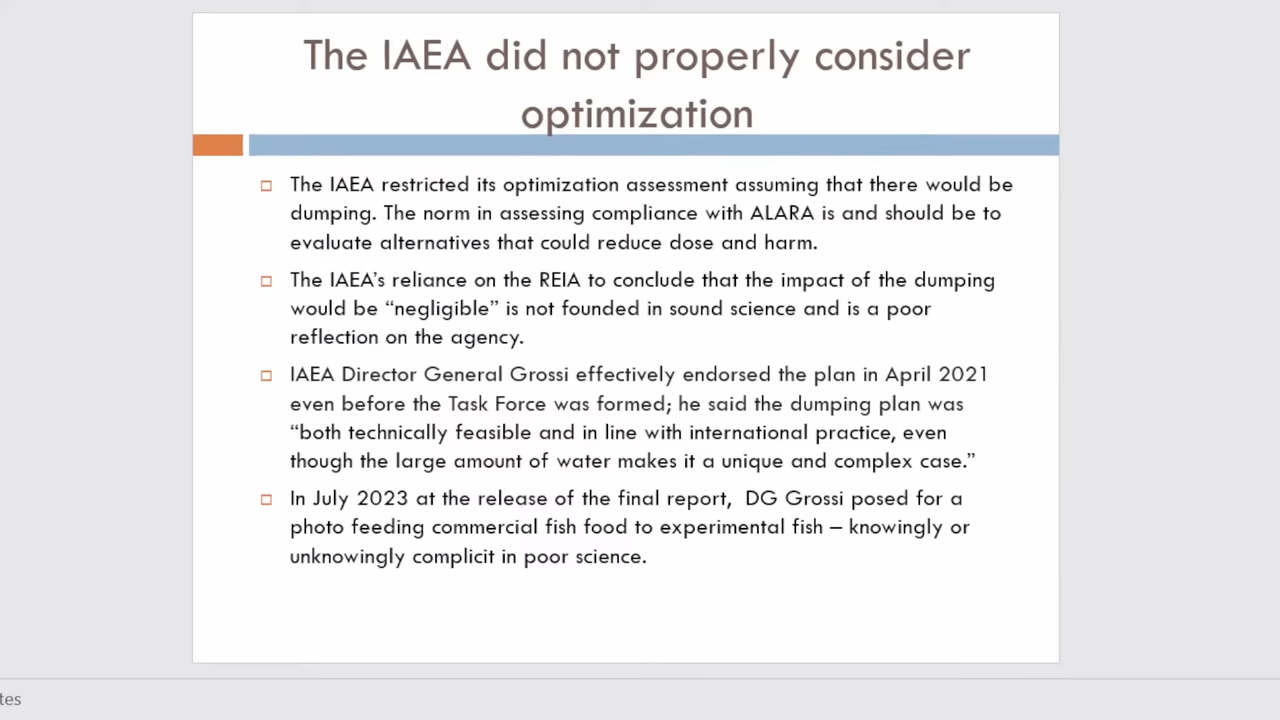 The IAEA did not properly consider
optimization
The IAEA restricted its optimization assessment assuming that there would be
dumping. The norm in assessing compliance with ALARA is and should be to
evaluate alternatives that could reduce dose and harm.
The IAEA’s reliance on the REIA to conclude that the impact of the dumping
would be “negligible” is not founded in sound science and is a poor
reflection on the agency.
IAEA Director General Grossi effectively endorsed the plan in April 2021
even before the Task Force was formed; he said the dumping plan was
“both technically feasible and in line with international practice, even
though the large amount of water makes it a unique and complex case.”
In July 2023 at the release of the final report, DG Grossi posed for a
photo feeding commercial fish food to experimental fish – knowingly or
unknowingly complicit in poor science.
tes